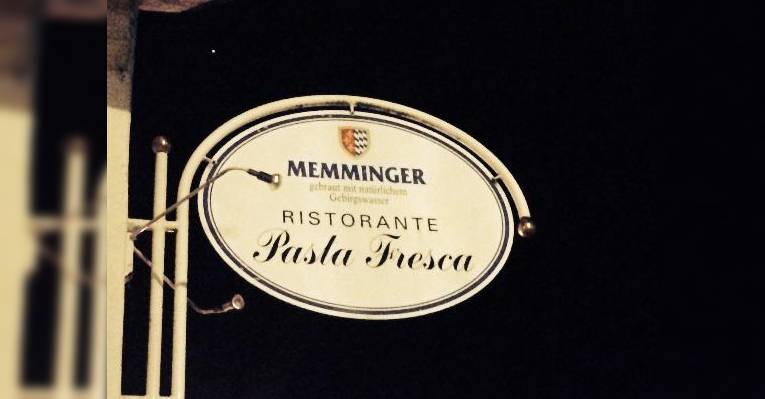 MEMMINGER
gebraut mit natürlichem
Gebirgswasser
RISTORANTE
Pasta Fresca